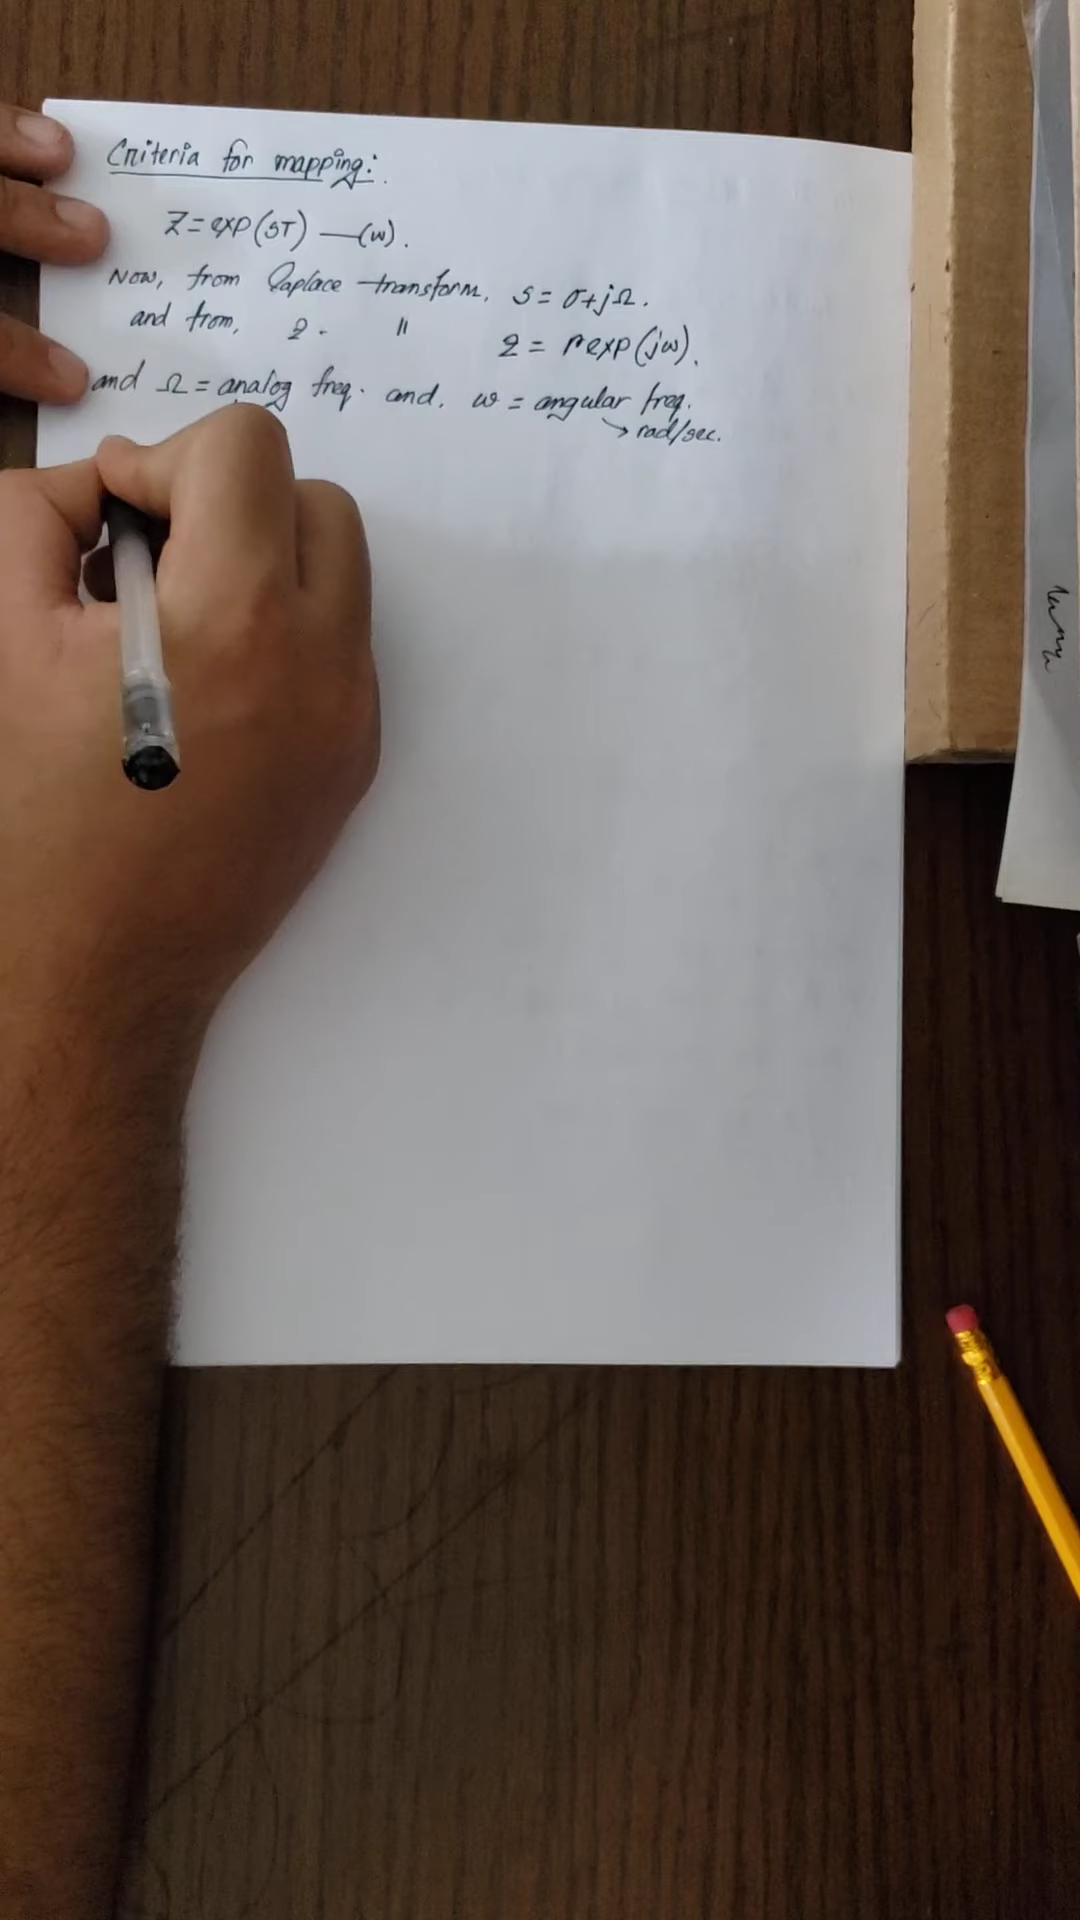 Criteria for mapping:
Z = exp(ST) —(w).
Now, from Laplace transform, s = σ+jΩ.
and from, z - " z = r exp(jω).
and Ω = analog freq. and, ω = angular freq.
→ rad/sec.